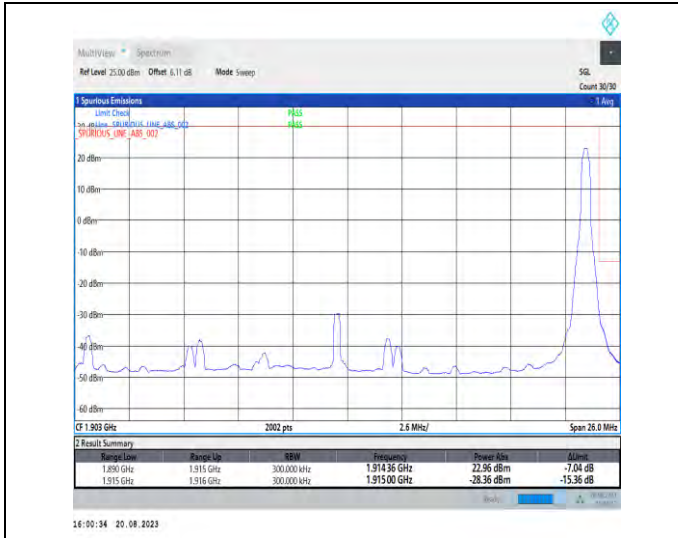 MultiView Spectrum
Ref Level 25.00 dBm Offset 6.11 dB Mode Sweep SGL
Count 30/30
1 Spurious Emissions 1 Avg
Limit Check PASS
Line _SPURIOUS_LINE_ABS_002 PASS
SPURIOUS_LINE_ABS_002
20 dBm
10 dBm
0 dBm
-10 dBm
-20 dBm
-30 dBm
-40 dBm
-50 dBm
-60 dBm
CF 1.903 GHz 2002 pts 2.6 MHz/ Span 26.0 MHz
2 Result Summary
Range Low Range Up RBW Frequency Power Abs ΔLimit
1.890 GHz 1.915 GHz 300.000 kHz 1.91436 GHz 22.96 dBm -7.04 dB
1.915 GHz 1.916 GHz 300.000 kHz 1.91500 GHz -28.36 dBm -15.36 dB
16:00:34 20.08.2023